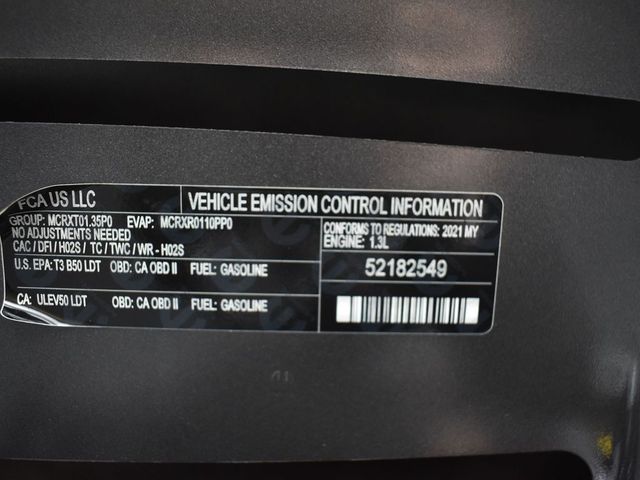 FCA US LLC
VEHICLE EMISSION CONTROL INFORMATION
GROUP: MCRXT01.35P0 EVAP: MCRXR0110PP0
NO ADJUSTMENTS NEEDED
CAC / DFI / H02S / TC / TWC / WR - H02S
CONFORMS TO REGULATIONS: 2021 MY
ENGINE: 1.3L
U.S. EPA: T3 B50 LDT OBD: CA OBD II FUEL: GASOLINE
52182549
CA: ULEV50 LDT OBD: CA OBD II FUEL: GASOLINE